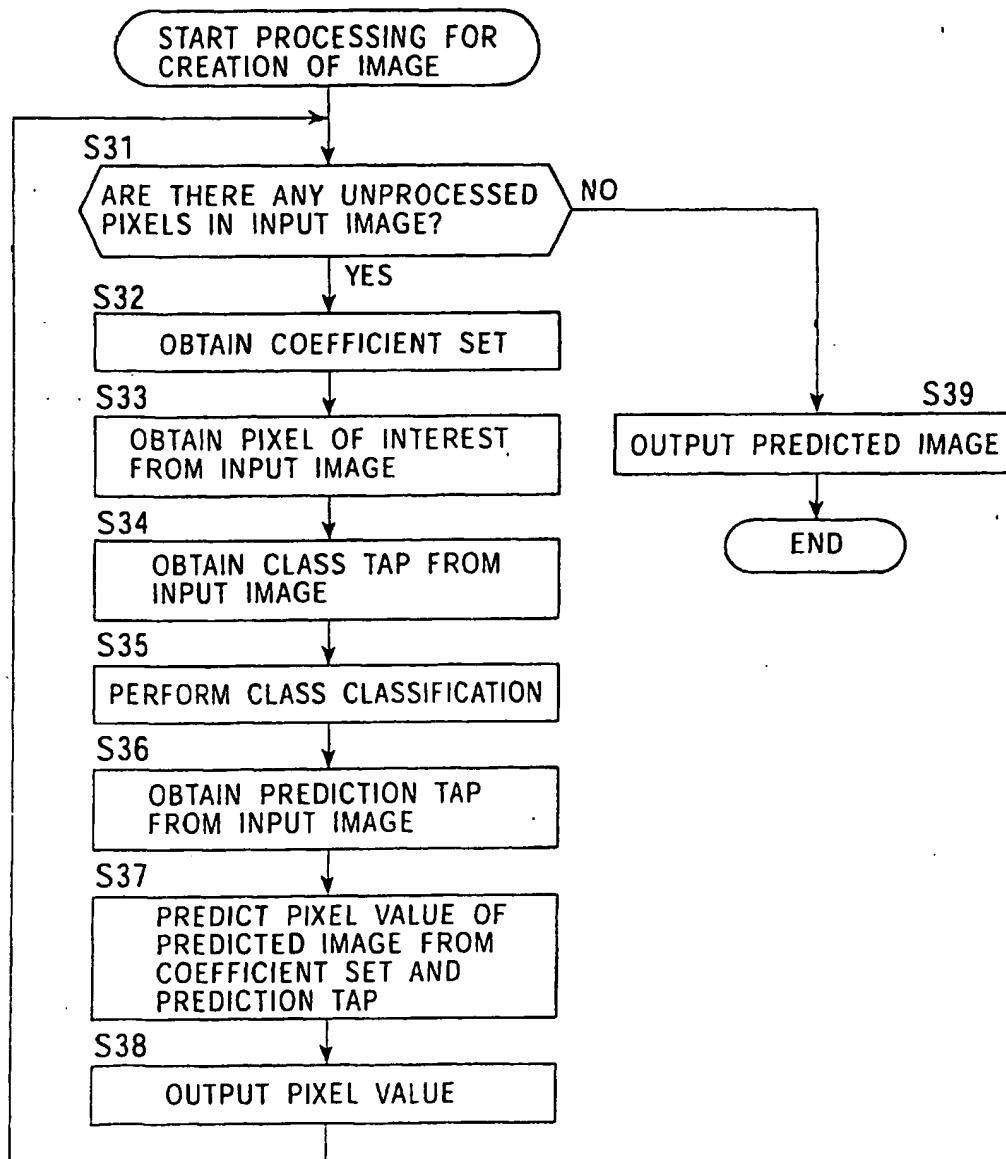 START PROCESSING FOR
CREATION OF IMAGE
S31
ARE THERE ANY UNPROCESSED
PIXELS IN INPUT IMAGE?
NO
YES
S32
OBTAIN COEFFICIENT SET
S33
OBTAIN PIXEL OF INTEREST
FROM INPUT IMAGE
S39
OUTPUT PREDICTED IMAGE
END
S34
OBTAIN CLASS TAP FROM
INPUT IMAGE
S35
PERFORM CLASS CLASSIFICATION
S36
OBTAIN PREDICTION TAP
FROM INPUT IMAGE
S37
PREDICT PIXEL VALUE OF
PREDICTED IMAGE FROM
COEFFICIENT SET AND
PREDICTION TAP
S38
OUTPUT PIXEL VALUE